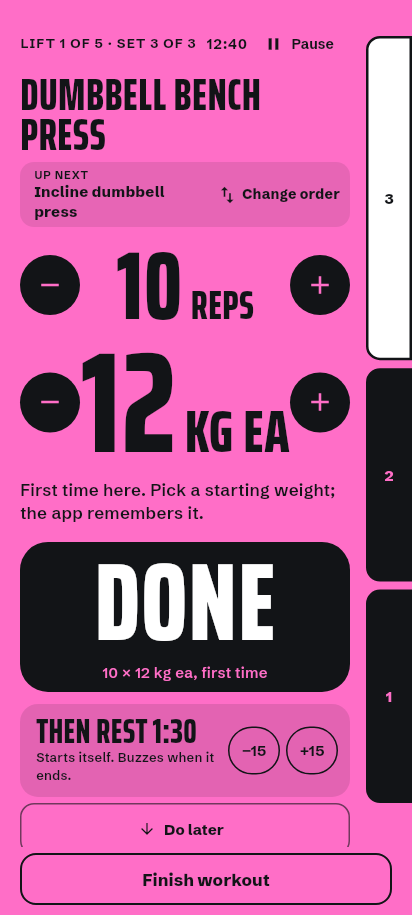 LIFT 1 OF 5 · SET 3 OF 3 12:40 Pause
DUMBBELL BENCH
PRESS
UP NEXT
Incline dumbbell
press
Change order
10 REPS
12 KG EA
First time here. Pick a starting weight;
the app remembers it.
DONE
10 × 12 kg ea, first time
THEN REST 1:30
Starts itself. Buzzes when it
ends.
−15 +15
Do later
Finish workout
3
2
1